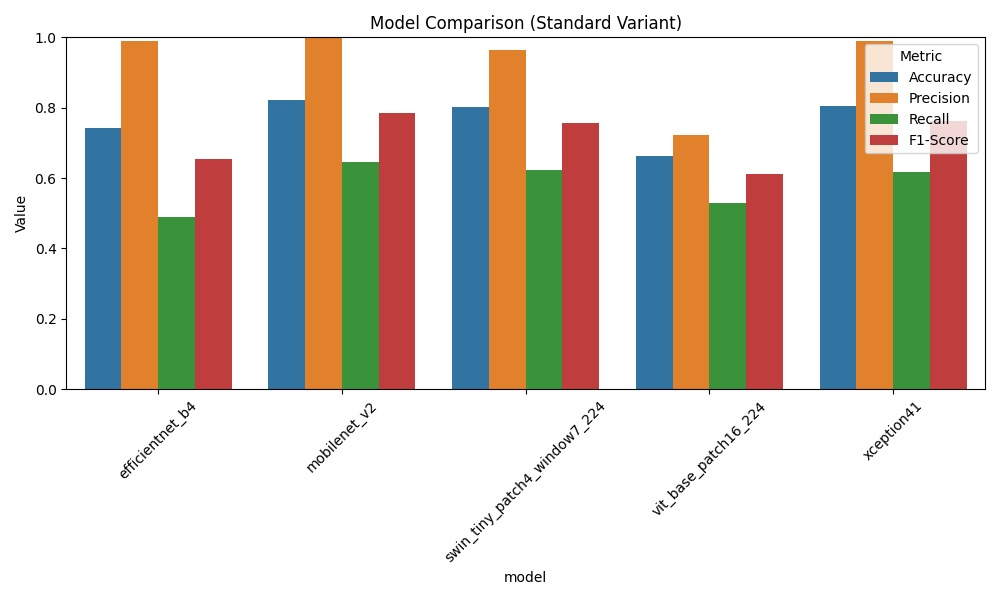 Model Comparison (Standard Variant)
Metric
Accuracy
Precision
Recall
F1-Score
Value
1.0
0.8
0.6
0.4
0.2
0.0
efficientnet_b4
mobilenet_v2
swin_tiny_patch4_window7_224
vit_base_patch16_224
xception41
model